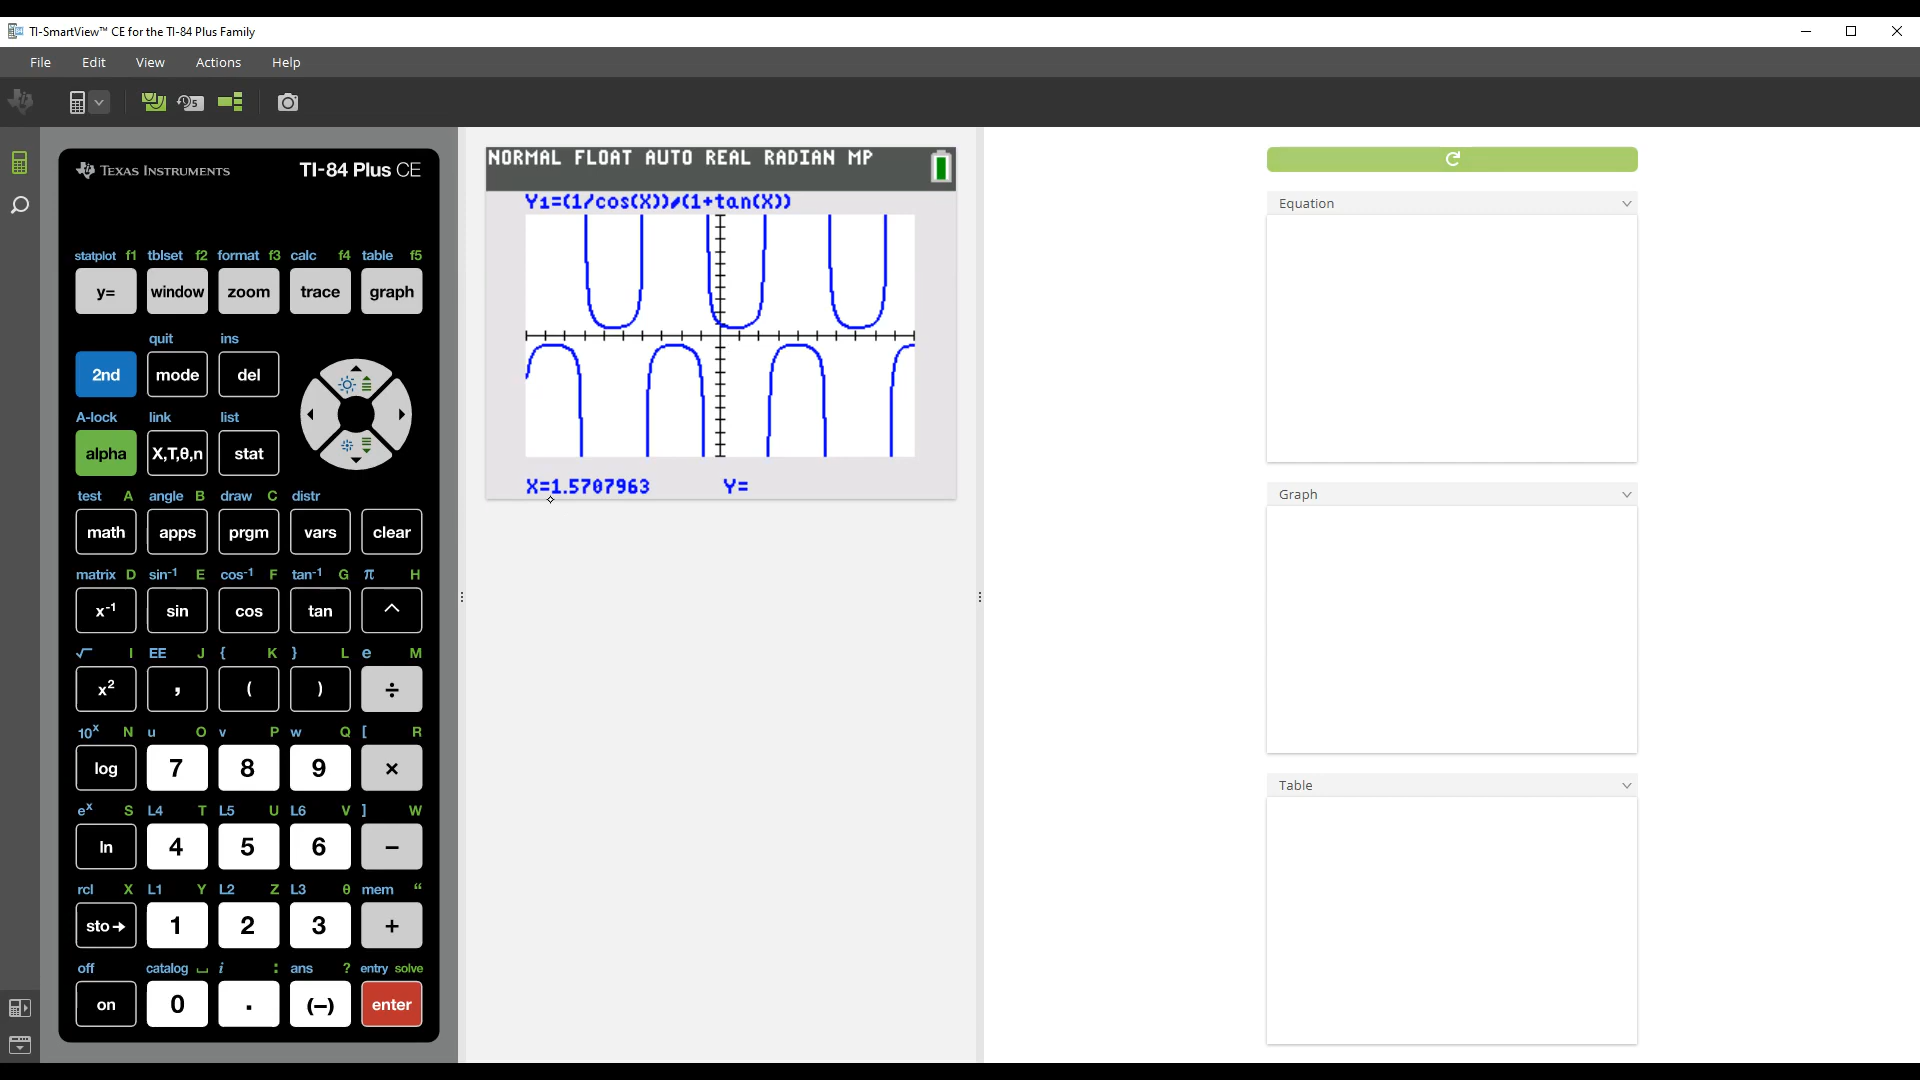 TI-SmartView™ CE for the TI-84 Plus Family
File Edit View Actions Help
TEXAS INSTRUMENTS TI-84 Plus CE
statplot f1 tblset f2 format f3 calc f4 table f5
y= window zoom trace graph
quit ins
2nd mode del
A-lock link list
alpha X,T,θ,n stat
test A angle B draw C distr
math apps prgm vars clear
matrix D sin-1 E cos-1 F tan-1 G π H
x-1 sin cos tan ^
√ I EE J { K } L e M
x2 , ( ) ÷
10x N u O v P w Q [ R
log 7 8 9 ×
ex S L4 T L5 U L6 V ] W
ln 4 5 6 −
rcl X L1 Y L2 Z L3 θ mem “
sto→ 1 2 3 +
off catalog ⎵ i : ans ? entry solve
on 0 . (−) enter
NORMAL FLOAT AUTO REAL RADIAN MP
Y1=(1/cos(X))/(1+tan(X))
X=1.5707963 Y=
Equation
Graph
Table